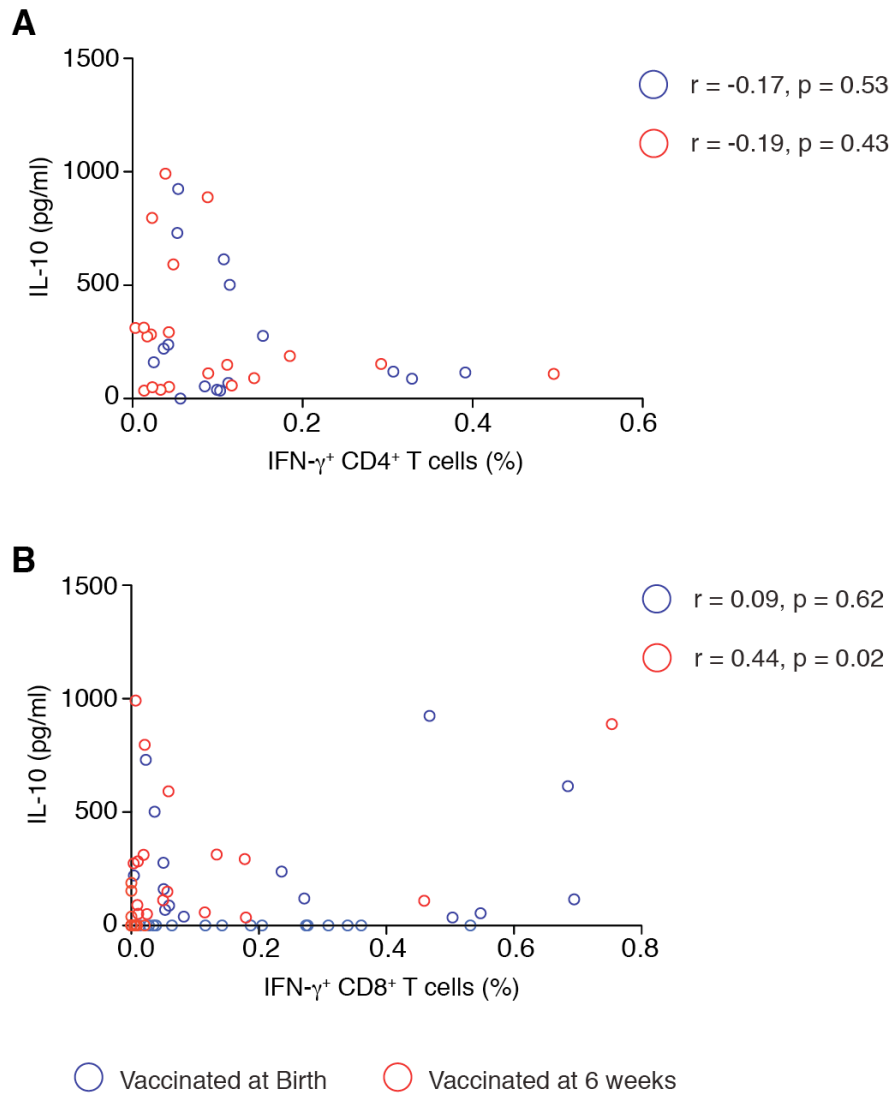 A
1500
1000
500
0
IL-10 (pg/ml)
0.0 0.2 0.4 0.6
IFN-γ⁺ CD4⁺ T cells (%)
r = -0.17, p = 0.53
r = -0.19, p = 0.43
B
1500
1000
500
0
IL-10 (pg/ml)
0.0 0.2 0.4 0.6 0.8
IFN-γ⁺ CD8⁺ T cells (%)
r = 0.09, p = 0.62
r = 0.44, p = 0.02
Vaccinated at Birth Vaccinated at 6 weeks